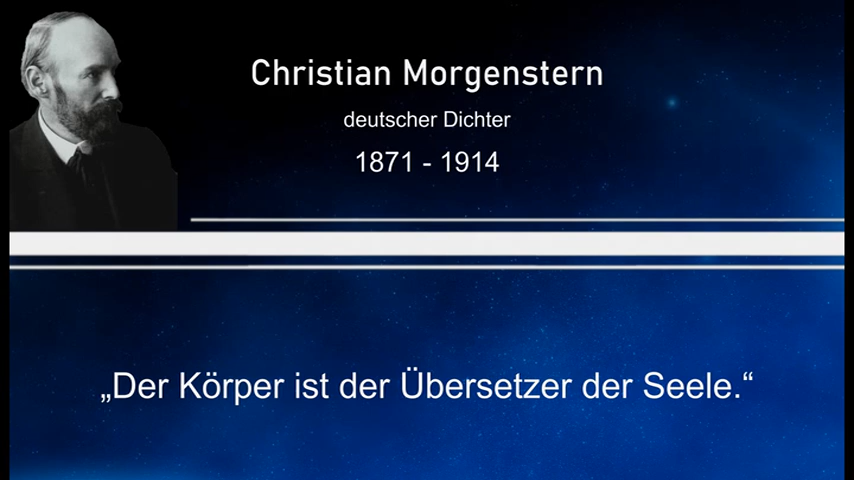 Christian Morgenstern
deutscher Dichter
1871 - 1914
„Der Körper ist der Übersetzer der Seele.“